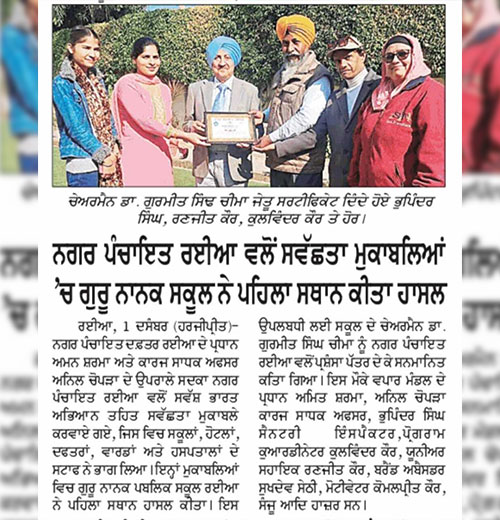 ਚੇਅਰਮੈਨ ਡਾ. ਗੁਰਮੀਤ ਸਿੰਢ ਚੀਮਾ ਜੇਤੂ ਸਰਟੀਫਿਕੇਟ ਦਿੰਦੇ ਹੋਏ ਭੁਪਿੰਦਰ
ਸਿੰਘ, ਰਣਜੀਤ ਕੌਰ, ਕੁਲਵਿੰਦਰ ਕੌਰ ਤੇ ਹੋਰ।
ਨਗਰ ਪੰਚਾਇਤ ਰਈਆ ਵਲੋਂ ਸਵੱਛਤਾ ਮੁਕਾਬਲਿਆਂ
'ਚ ਗੁਰੂ ਨਾਨਕ ਸਕੂਲ ਨੇ ਪਹਿਲਾ ਸਥਾਨ ਕੀਤਾ ਹਾਸਲ
ਰਈਆ, 1 ਦਸੰਬਰ (ਹਰਜੀਪ੍ਰੀਤ)-
ਨਗਰ ਪੰਚਾਇਤ ਦਫ਼ਤਰ ਰਈਆ ਦੇ ਪ੍ਰਧਾਨ
ਅਮਨ ਸ਼ਰਮਾ ਅਤੇ ਕਾਰਜ ਸਾਧਕ ਅਫਸਰ
ਅਨਿਲ ਚੋਪੜਾ ਦੇ ਉਪਰਾਲੇ ਸਦਕਾ ਨਗਰ
ਪੰਚਾਇਤ ਰਈਆ ਵਲੋਂ ਸਵੱਸ਼ ਭਾਰਤ
ਅਭਿਆਨ ਤਹਿਤ ਸਵੱਛਤਾ ਮੁਕਾਬਲੇ
ਕਰਵਾਏ ਗਏ, ਜਿਸ ਵਿਚ ਸਕੂਲਾਂ, ਹੋਟਲਾਂ,
ਦਫਤਰਾਂ, ਵਾਰਡਾਂ ਅਤੇ ਹਸਪਤਾਲਾਂ ਦੇ
ਸਟਾਫ ਨੇ ਭਾਗ ਲਿਆ। ਇਨ੍ਹਾਂ ਮੁਕਾਬਲਿਆਂ
ਵਿਚ ਗੁਰੂ ਨਾਨਕ ਪਬਲਿਕ ਸਕੂਲ ਰਈਆ
ਨੇ ਪਹਿਲਾ ਸਥਾਨ ਹਾਸਲ ਕੀਤਾ। ਇਸ
ਉਪਲਬਧੀ ਲਈ ਸਕੂਲ ਦੇ ਚੇਅਰਮੈਨ ਡਾ.
ਗੁਰਮੀਤ ਸਿੰਘ ਚੀਮਾ ਨੂੰ ਨਗਰ ਪੰਚਾਇਤ
ਰਈਆ ਵਲੋਂ ਪ੍ਰਸ਼ੰਸਾ ਪੱਤਰ ਦੇ ਕੇ ਸਨਮਾਨਿਤ
ਕਤਿਾ ਗਿਆ। ਇਸ ਮੌਕੇ ਵਪਾਰ ਮੰਡਲ ਦੇ
ਪ੍ਰਧਾਨ ਅਮਿਤ ਸ਼ਰਮਾ, ਅਨਿਲ ਚੋਪੜਾ
ਕਾਰਜ ਸਾਧਕ ਅਫਸਰ, ਭੁਪਿੰਦਰ ਸਿੰਘ
ਸੈਨਟਰੀ ਇੰਸਪੈਕਟਰ,ਪ੍ਰੋਗਰਾਮ
ਕੁਆਰਡੀਨੇਟਰ ਕੁਲਵਿੰਦਰ ਕੌਰ, ਯੂਨੀਅਰ
ਸਹਾਇਕ ਰਣਜੀਤ ਕੌਰ, ਬਰੈਂਡ ਅਬੈਸਡਰ
ਸੁਖਦੇਵ ਸੇਠੀ, ਮੋਟੀਵੇਟਰ ਕੋਮਲਪ੍ਰੀਤ ਕੌਰ,
ਸੰਜੂ ਆਦਿ ਹਾਜ਼ਰ ਸਨ।